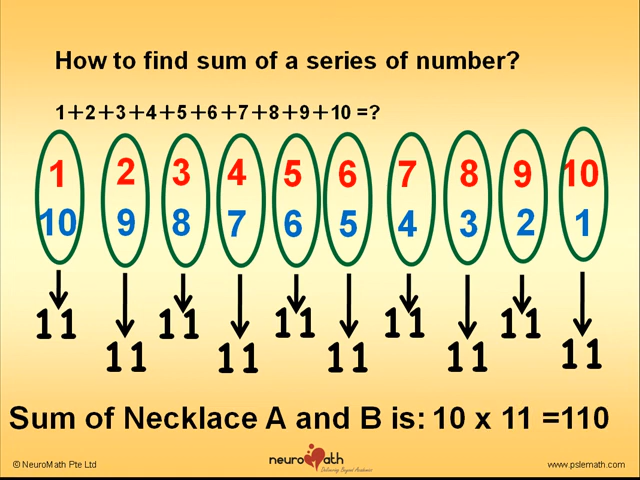 How to find sum of a series of number?
1+2+3+4+5+6+7+8+9+10 =?
1 2 3 4 5 6 7 8 9 10
10 9 8 7 6 5 4 3 2 1
11 11 11 11 11
11 11 11 11 11
Sum of Necklace A and B is: 10 x 11 =110
© NeuroMath Pte Ltd
neuromath
Delivering Beyond Academics
www.pslemath.com